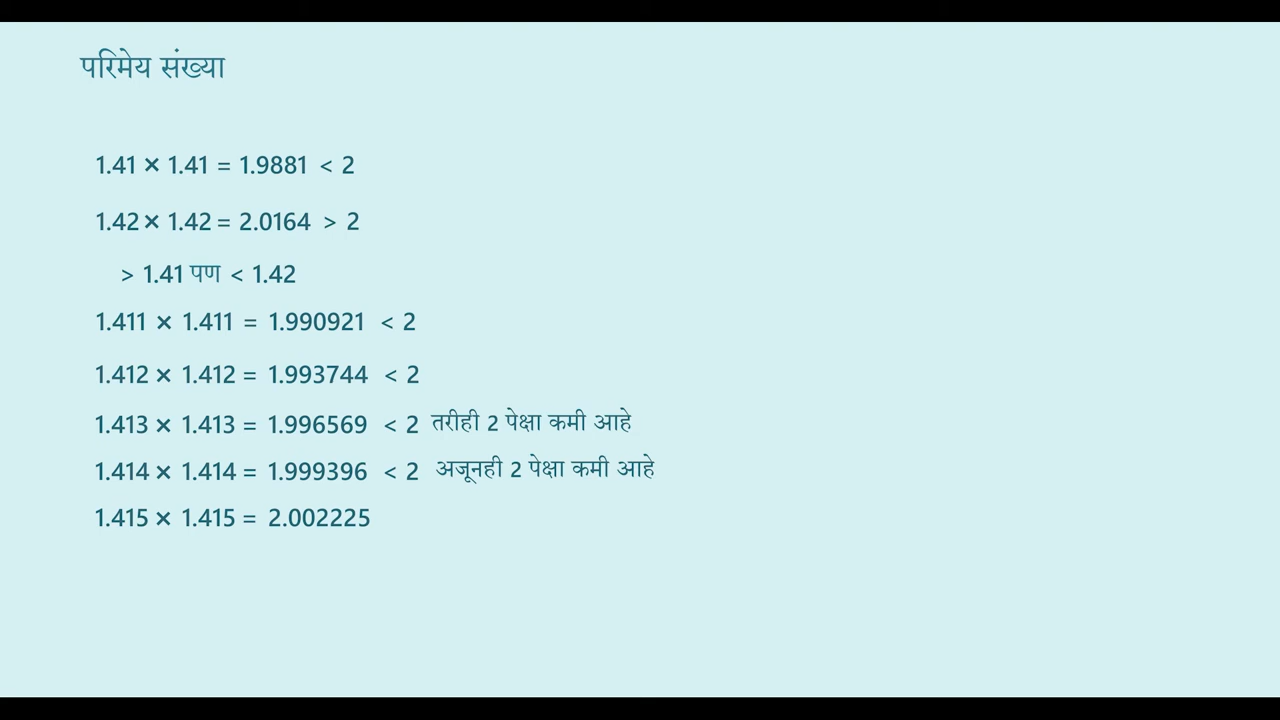 परिमेय संख्या
1.41 × 1.41 = 1.9881 < 2
1.42 × 1.42 = 2.0164 > 2
> 1.41 पण < 1.42
1.411 × 1.411 = 1.990921 < 2
1.412 × 1.412 = 1.993744 < 2
1.413 × 1.413 = 1.996569 < 2 तरीही 2 पेक्षा कमी आहे
1.414 × 1.414 = 1.999396 < 2 अजूनही 2 पेक्षा कमी आहे
1.415 × 1.415 = 2.002225